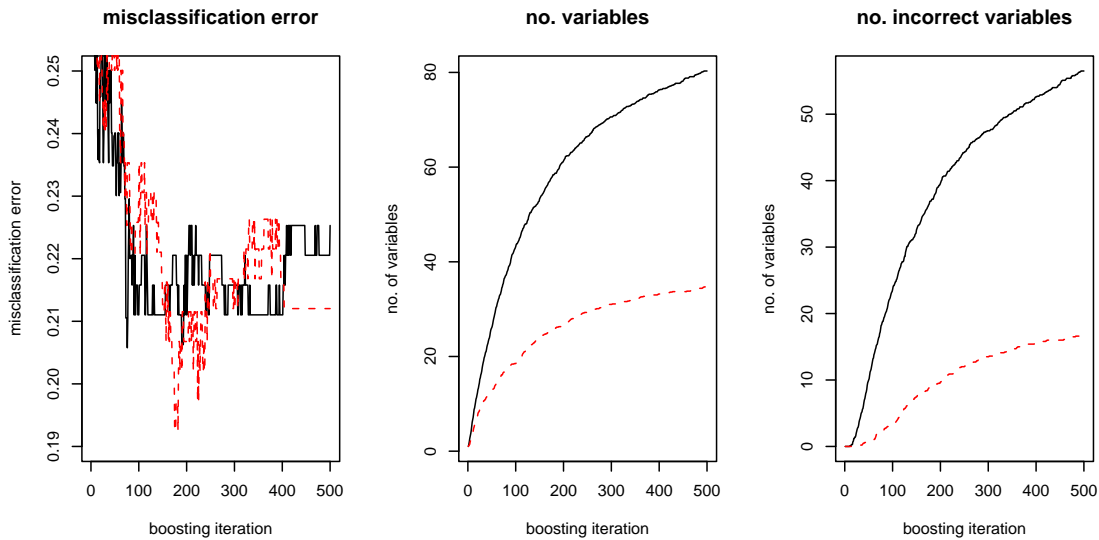 misclassification error
misclassification error
0.19 0.20 0.21 0.22 0.23 0.24 0.25
0 100 200 300 400 500
boosting iteration
no. variables
no. of variables
0 20 40 60 80
0 100 200 300 400 500
boosting iteration
no. incorrect variables
no. of variables
0 10 20 30 40 50
0 100 200 300 400 500
boosting iteration